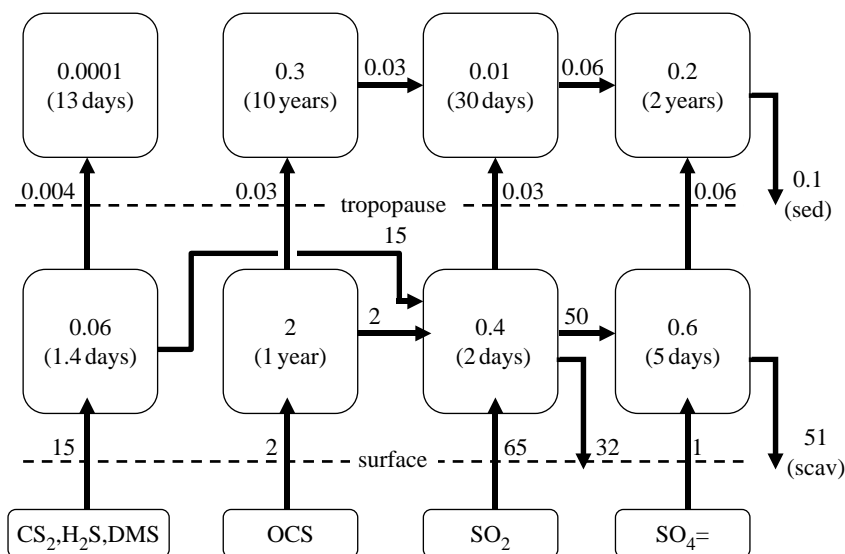 0.0001
(13 days)
0.3
(10 years)
0.03
0.01
(30 days)
0.06
0.2
(2 years)
0.004
0.03
tropopause
0.03
0.06
0.1
(sed)
15
0.06
(1.4 days)
2
(1 year)
2
0.4
(2 days)
50
0.6
(5 days)
15
2
surface
65
32
1
51
(scav)
CS₂,H₂S,DMS
OCS
SO₂
SO₄=